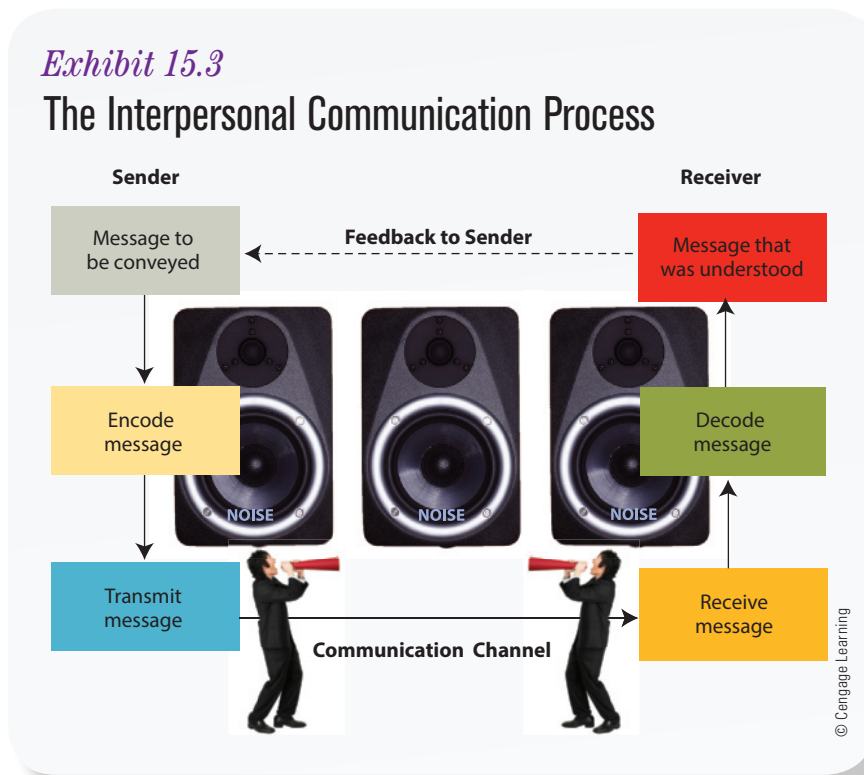 Exhibit 15.3
The Interpersonal Communication Process
Sender
Receiver
Message to
be conveyed
Feedback to Sender
Message that
was understood
Encode
message
Decode
message
NOISE
NOISE
NOISE
Transmit
message
Receive
message
Communication Channel
© Cengage Learning